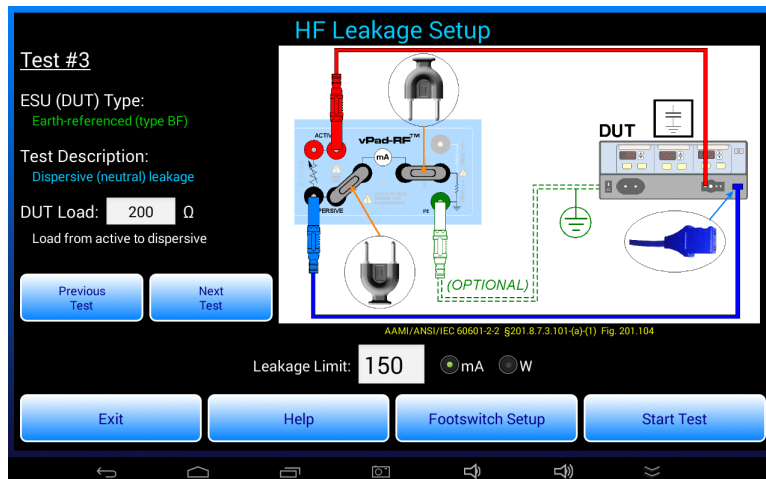 HF Leakage Setup
Test #3
ESU (DUT) Type:
Earth-referenced (type BF)
Test Description:
Dispersive (neutral) leakage
DUT Load: 200 Ω
Load from active to dispersive
Previous Test
Next Test
vPad-RF™
mA
PE
DUT
(OPTIONAL)
AAMI/ANSI/IEC 60601-2-2 §201.8.7.3.101-(a)-(1) Fig. 201.104
Leakage Limit: 150 mA W
Exit
Help
Footswitch Setup
Start Test